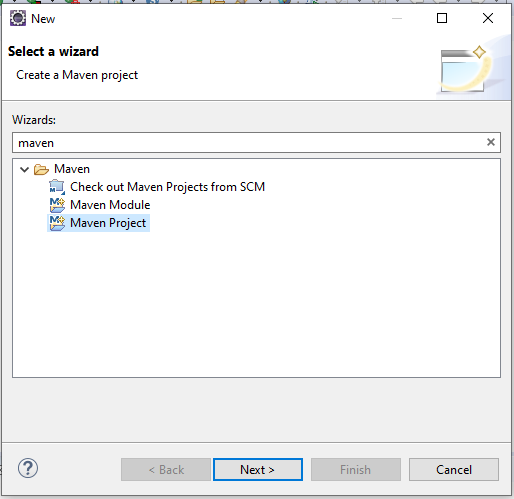 New
Select a wizard
Create a Maven project
Wizards:
maven
Maven
Check out Maven Projects from SCM
Maven Module
Maven Project
< Back
Next >
Finish
Cancel